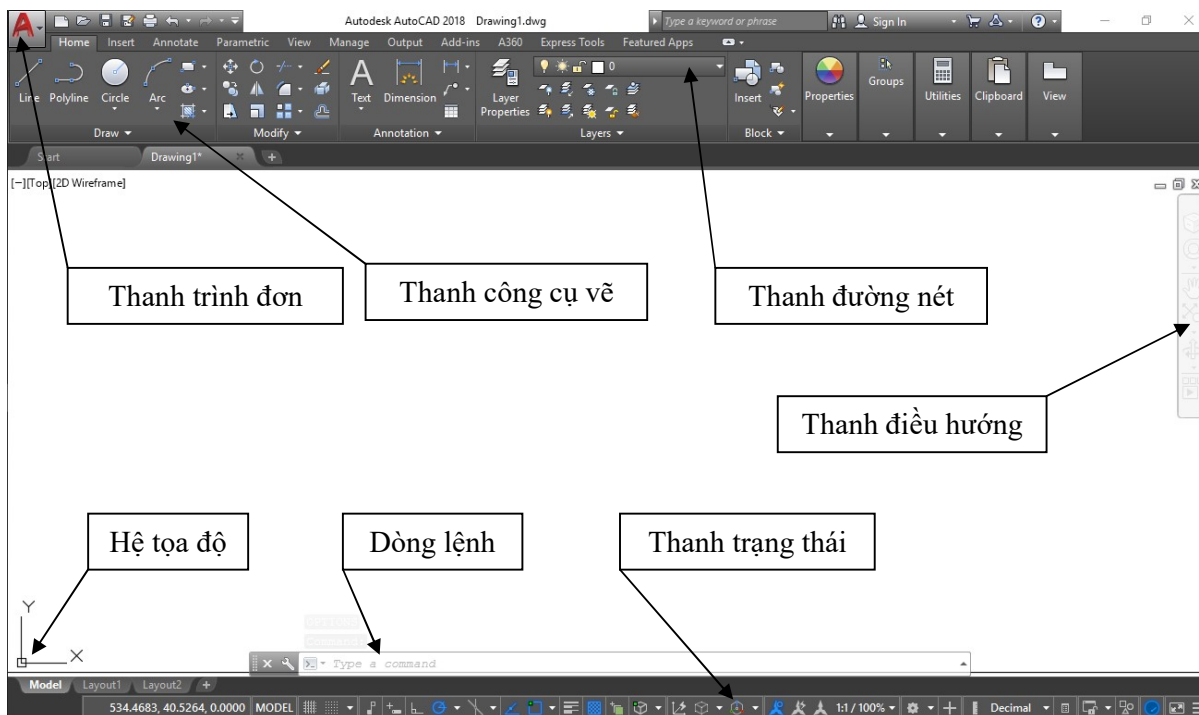 Autodesk AutoCAD 2018 Drawing1.dwg
Type a keyword or phrase
Sign In
Home Insert Annotate Parametric View Manage Output Add-ins A360 Express Tools Featured Apps
0
Line Polyline Circle Arc
Text Dimension
Layer
Properties
Insert
Properties
Groups
Utilities
Clipboard
View
Draw
Modify
Annotation
Layers
Block
Start
Drawing1*
[−][Top][2D Wireframe]
Thanh trình đơn
Thanh công cụ vẽ
Thanh đường nét
Thanh điều hướng
Hệ tọa độ
Dòng lệnh
Thanh trạng thái
Y
X
Type a command
Model Layout1 Layout2 +
534.4683, 40.5264, 0.0000 MODEL
1:1 / 100%
Decimal